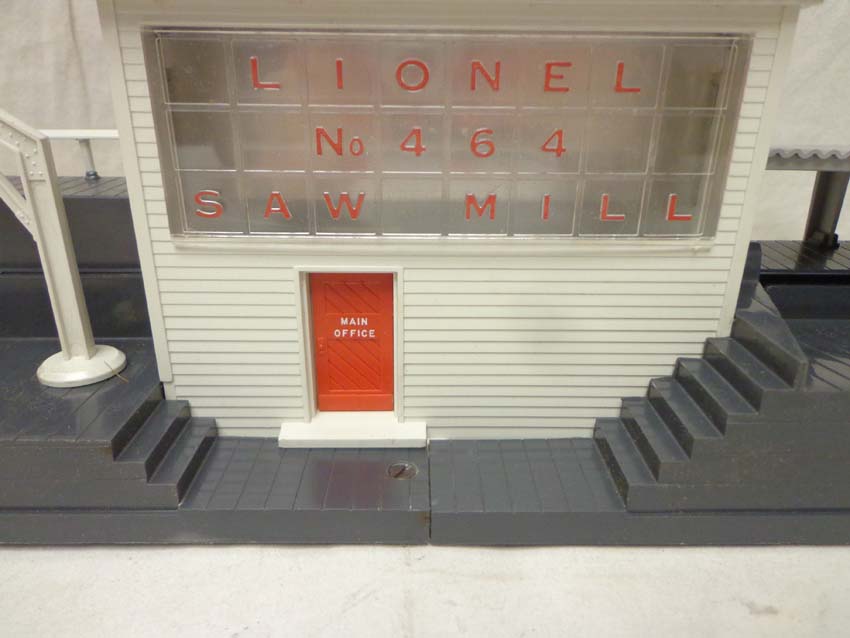 LIONEL
No 464
SAW MILL
MAIN
OFFICE